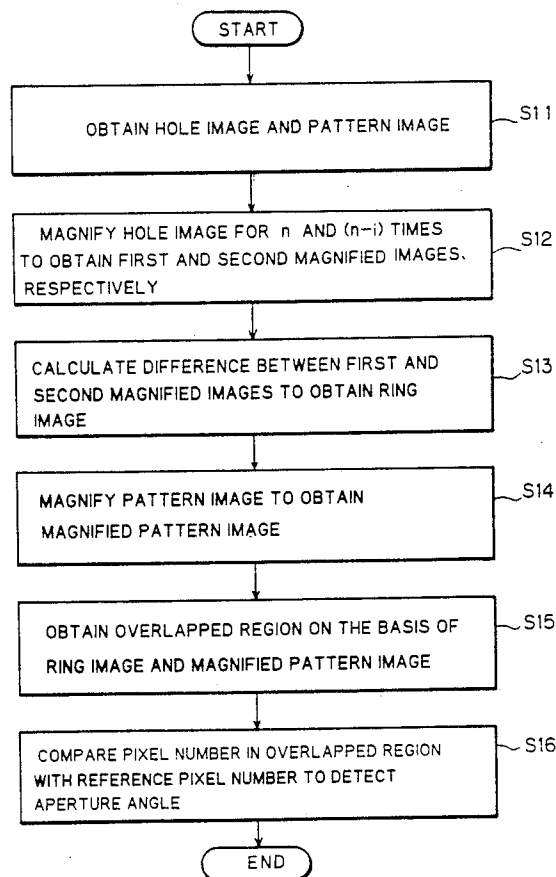 START
OBTAIN HOLE IMAGE AND PATTERN IMAGE
S11
MAGNIFY HOLE IMAGE FOR n AND (n-i) TIMES
TO OBTAIN FIRST AND SECOND MAGNIFIED IMAGES,
RESPECTIVELY
S12
CALCULATE DIFFERENCE BETWEEN FIRST AND
SECOND MAGNIFIED IMAGES TO OBTAIN RING
IMAGE
S13
MAGNIFY PATTERN IMAGE TO OBTAIN
MAGNIFIED PATTERN IMAGE
S14
OBTAIN OVERLAPPED REGION ON THE BASIS OF
RING IMAGE AND MAGNIFIED PATTERN IMAGE
S15
COMPARE PIXEL NUMBER IN OVERLAPPED REGION
WITH REFERENCE PIXEL NUMBER TO DETECT
APERTURE ANGLE
S16
END